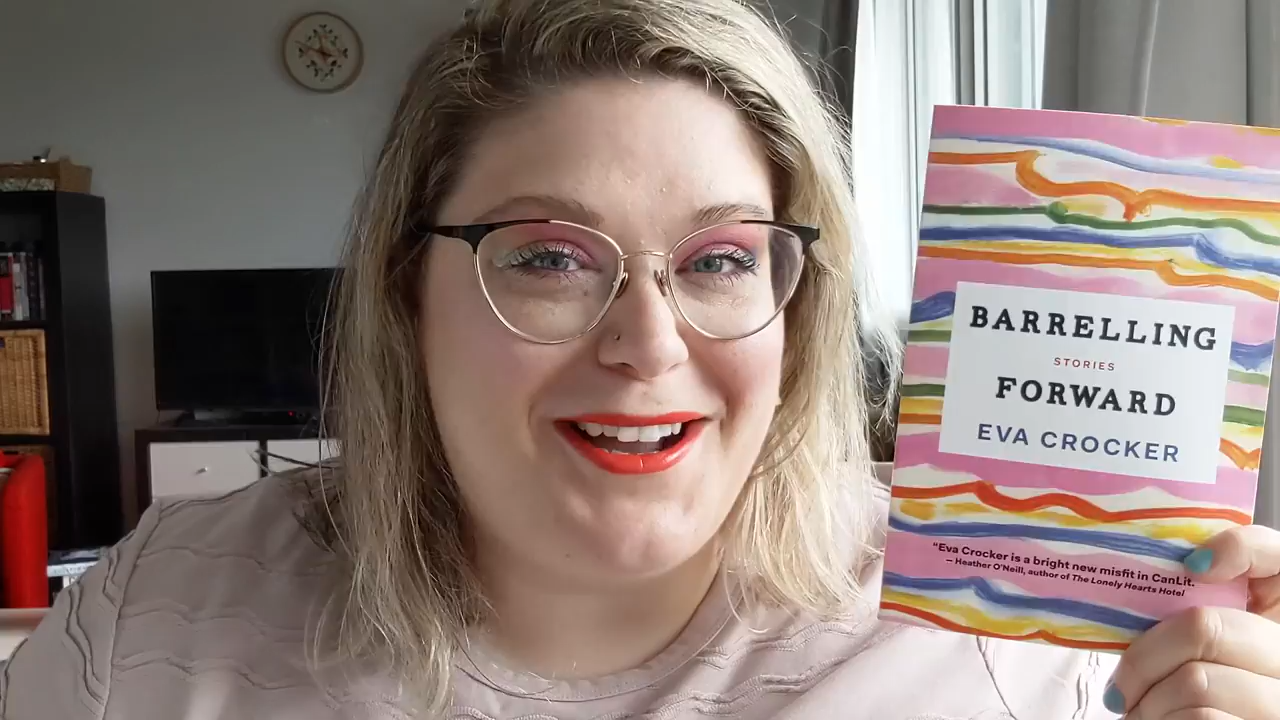 BARRELLING
STORIES
FORWARD
EVA CROCKER
"Eva Crocker is a bright new misfit in CanLit.
— Heather O'Neill, author of The Lonely Hearts Hotel